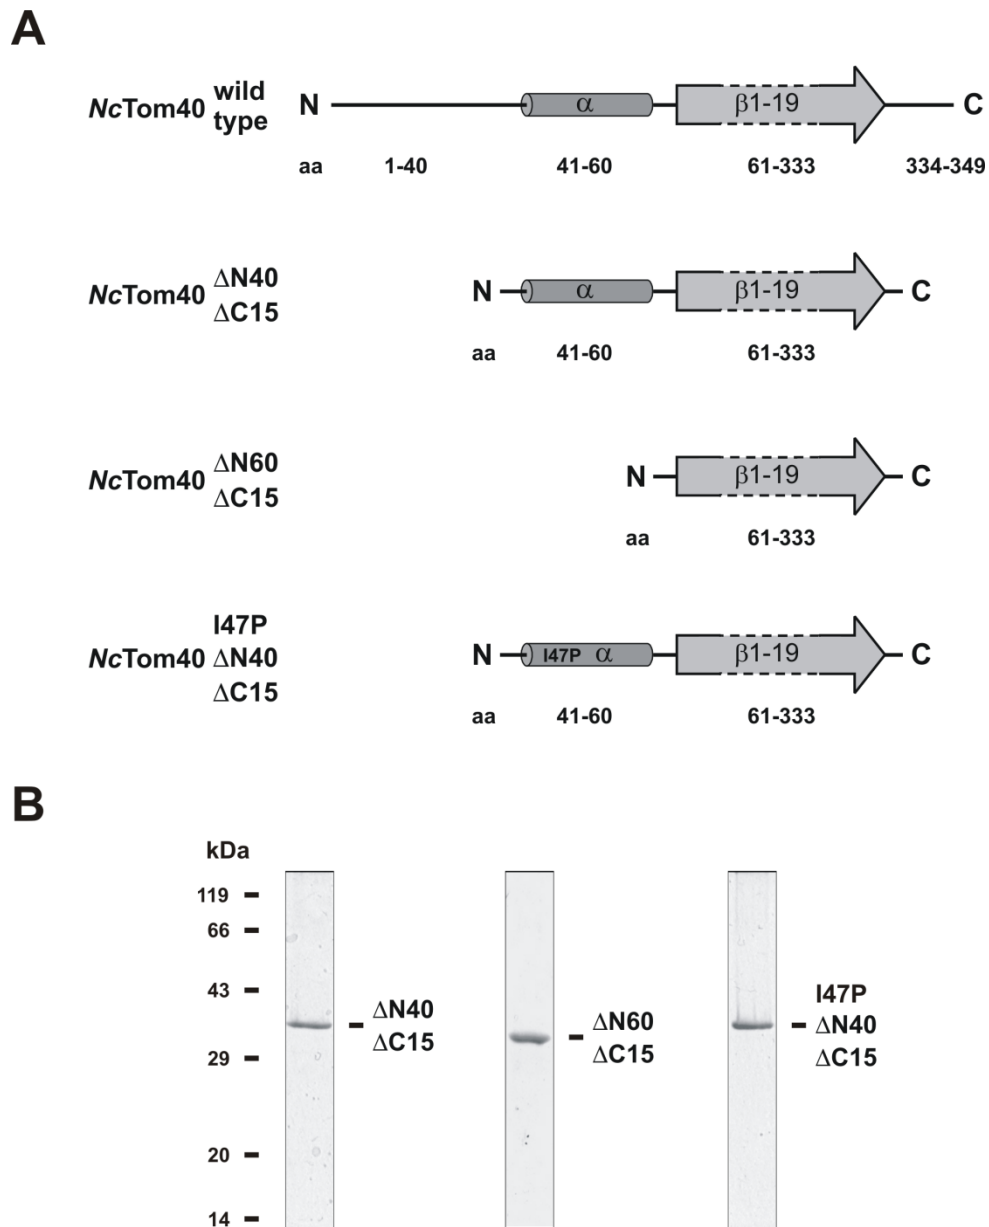 A
NcTom40 wild type N α β1-19 C
aa 1-40 41-60 61-333 334-349
NcTom40 ΔN40 ΔC15 N α β1-19 C
aa 41-60 61-333
NcTom40 ΔN60 ΔC15 N β1-19 C
aa 61-333
NcTom40 I47P ΔN40 ΔC15 N I47P α β1-19 C
aa 41-60 61-333
B
kDa
119
66
43
29
20
14
ΔN40
ΔC15
ΔN60
ΔC15
I47P
ΔN40
ΔC15